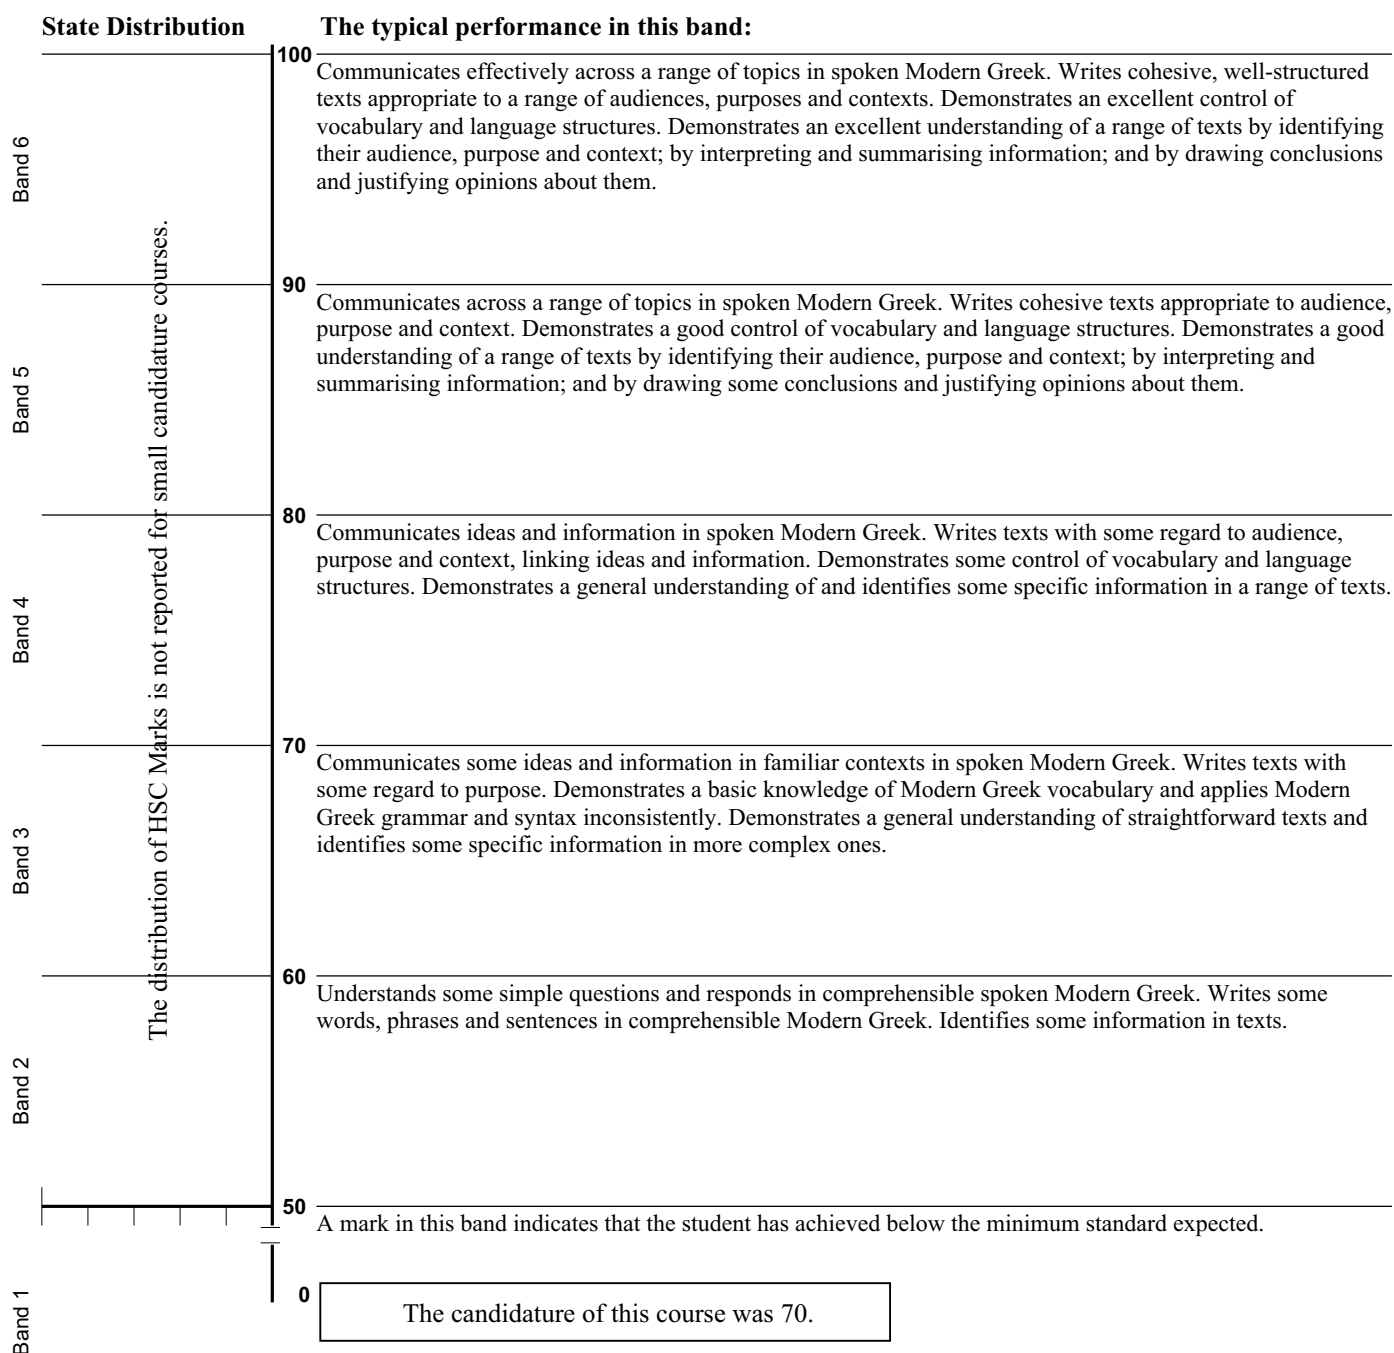 State Distribution
The typical performance in this band:
100
Communicates effectively across a range of topics in spoken Modern Greek. Writes cohesive, well-structured
texts appropriate to a range of audiences, purposes and contexts. Demonstrates an excellent control of
vocabulary and language structures. Demonstrates an excellent understanding of a range of texts by identifying
their audience, purpose and context; by interpreting and summarising information; and by drawing conclusions
and justifying opinions about them.
Band 6
90
Communicates across a range of topics in spoken Modern Greek. Writes cohesive texts appropriate to audience,
purpose and context. Demonstrates a good control of vocabulary and language structures. Demonstrates a good
understanding of a range of texts by identifying their audience, purpose and context; by interpreting and
summarising information; and by drawing some conclusions and justifying opinions about them.
Band 5
80
Communicates ideas and information in spoken Modern Greek. Writes texts with some regard to audience,
purpose and context, linking ideas and information. Demonstrates some control of vocabulary and language
structures. Demonstrates a general understanding of and identifies some specific information in a range of texts.
Band 4
The distribution of HSC Marks is not reported for small candidature courses.
70
Communicates some ideas and information in familiar contexts in spoken Modern Greek. Writes texts with
some regard to purpose. Demonstrates a basic knowledge of Modern Greek vocabulary and applies Modern
Greek grammar and syntax inconsistently. Demonstrates a general understanding of straightforward texts and
identifies some specific information in more complex ones.
Band 3
60
Understands some simple questions and responds in comprehensible spoken Modern Greek. Writes some
words, phrases and sentences in comprehensible Modern Greek. Identifies some information in texts.
Band 2
50
A mark in this band indicates that the student has achieved below the minimum standard expected.
0
The candidature of this course was 70.
Band 1